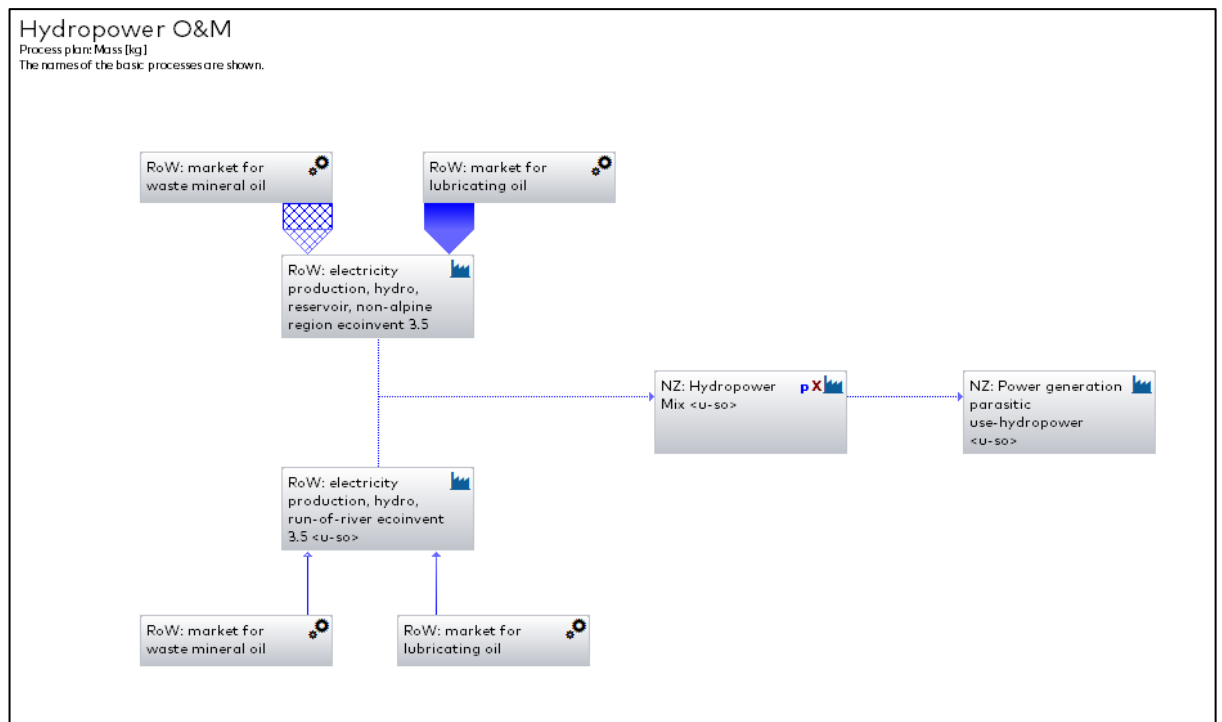 Hydropower O&M
Process plan: Mass [kg]
The names of the basic processes are shown.
RoW: market for
waste mineral oil
RoW: market for
lubricating oil
RoW: electricity
production, hydro,
reservoir, non-alpine
region ecoinvent 3.5
NZ: Hydropower
Mix <u-so>
pX
NZ: Power generation
parasitic
use-hydropower
<u-so>
RoW: electricity
production, hydro,
run-of-river ecoinvent
3.5 <u-so>
RoW: market for
waste mineral oil
RoW: market for
lubricating oil